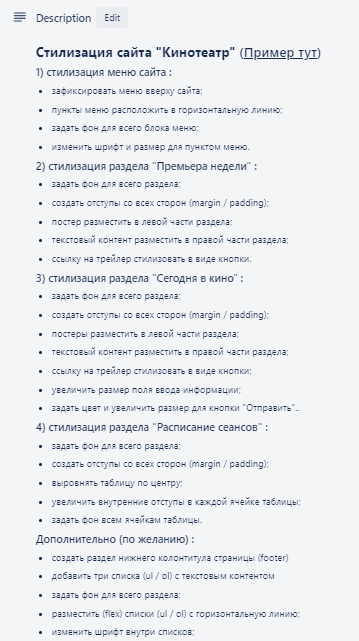 Description Edit
Стилизация сайта "Кинотеатр" (Пример тут)
1) стилизация меню сайта :
• зафиксировать меню вверху сайта;
• пункты меню расположить в горизонтальную линию;
• задать фон для всего блока меню;
• изменить шрифт и размер для пунктом меню.
2) стилизация раздела "Премьера недели" :
• задать фон для всего раздела;
• создать отступы со всех сторон (margin / padding);
• постер разместить в левой части раздела;
• текстовый контент разместить в правой части раздела;
• ссылку на трейлер стилизовать в виде кнопки.
3) стилизация раздела "Сегодня в кино" :
• задать фон для всего раздела;
• создать отступы со всех сторон (margin / padding);
• постеры разместить в левой части раздела;
• текстовый контент разместить в правой части раздела;
• ссылку на трейлер стилизовать в виде кнопки;
• увеличить размер поля ввода информации;
• задать цвет и увеличить размер для кнопки "Отправить"..
4) стилизация раздела "Расписание сеансов" :
• задать фон для всего раздела;
• создать отступы со всех сторон (margin / padding);
• выровнять таблицу по центру;
• увеличить внутренние отступы в каждой ячейке таблицы;
• задать фон всем ячейкам таблицы.
Дополнительно (по желанию) :
• создать раздел нижнего колонтитула страницы (footer)
• добавить три списка (ul / ol) с текстовым контентом
• задать фон для всего раздела;
• разместить (flex) списки (ul / ol) с горизонтальную линию;
• изменить шрифт внутри списков;